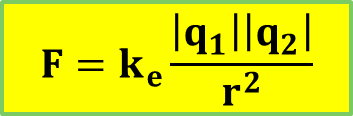 F = kₑ |q₁||q₂| / r²